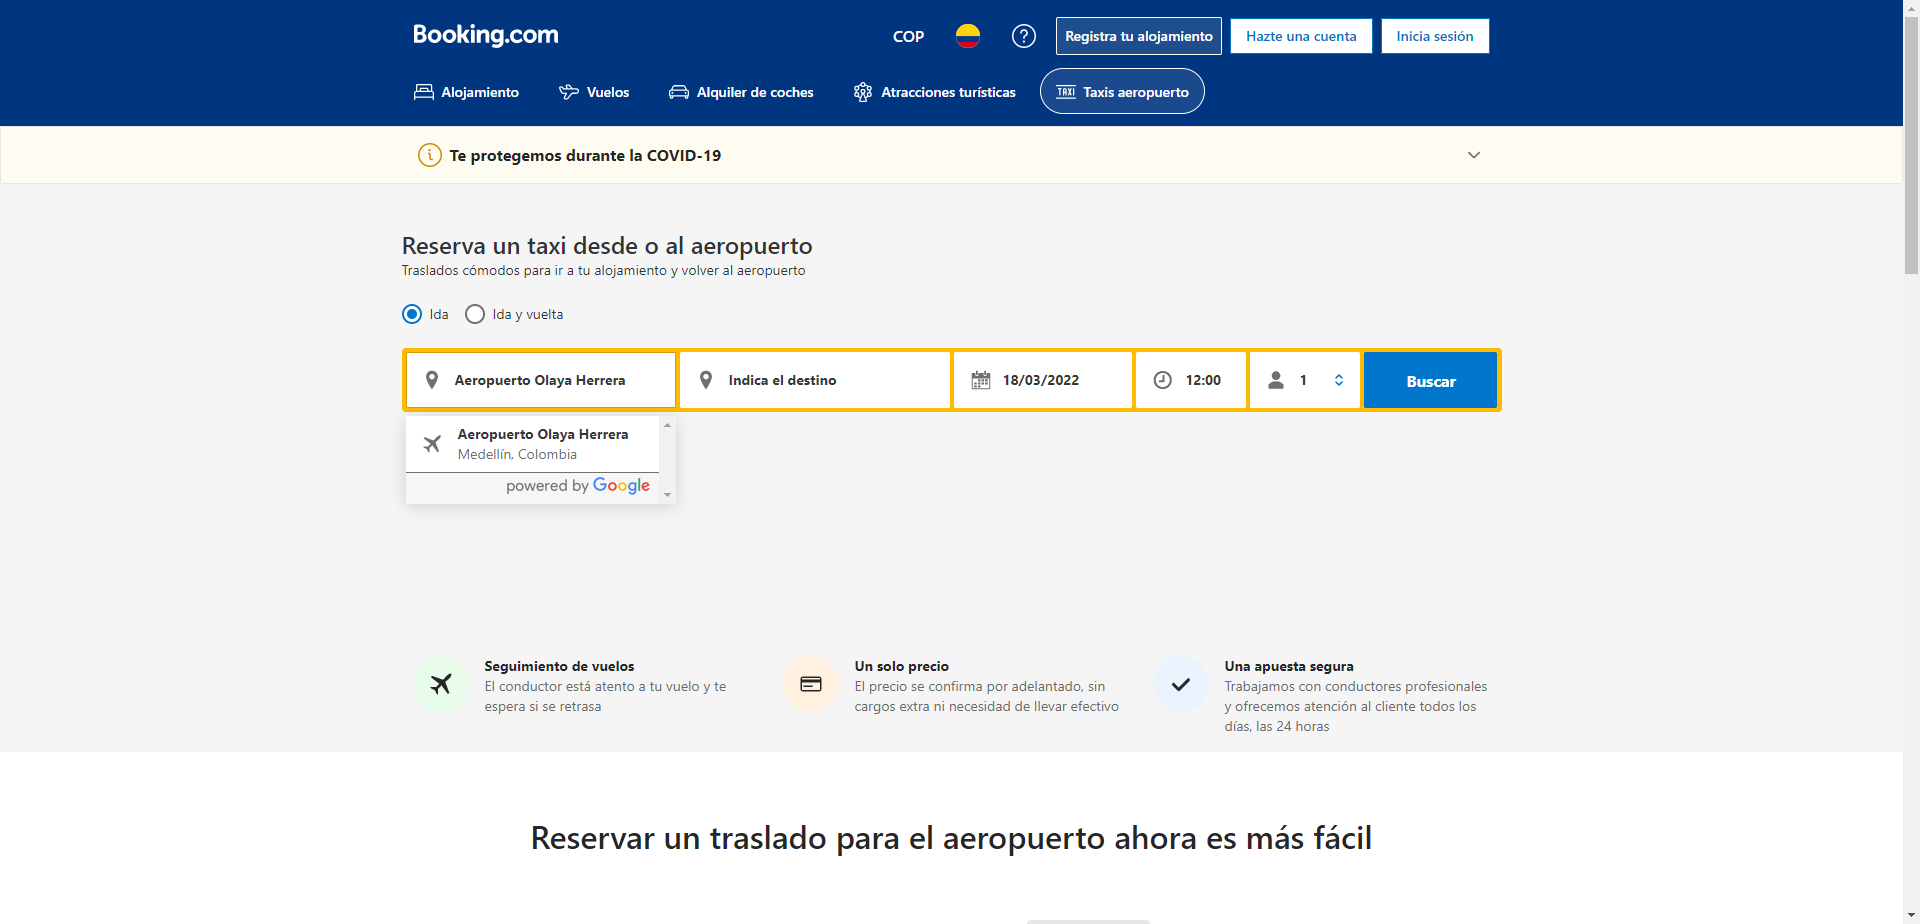 Booking.com
COP
Registra tu alojamiento
Hazte una cuenta
Inicia sesión
Alojamiento
Vuelos
Alquiler de coches
Atracciones turísticas
TAXI Taxis aeropuerto
Te protegemos durante la COVID-19
Reserva un taxi desde o al aeropuerto
Traslados cómodos para ir a tu alojamiento y volver al aeropuerto
Ida
Ida y vuelta
Aeropuerto Olaya Herrera
Indica el destino
18/03/2022
12:00
1
Buscar
Aeropuerto Olaya Herrera
Medellín, Colombia
powered by Google
Seguimiento de vuelos
El conductor está atento a tu vuelo y te
espera si se retrasa
Un solo precio
El precio se confirma por adelantado, sin
cargos extra ni necesidad de llevar efectivo
Una apuesta segura
Trabajamos con conductores profesionales
y ofrecemos atención al cliente todos los
días, las 24 horas
Reservar un traslado para el aeropuerto ahora es más fácil